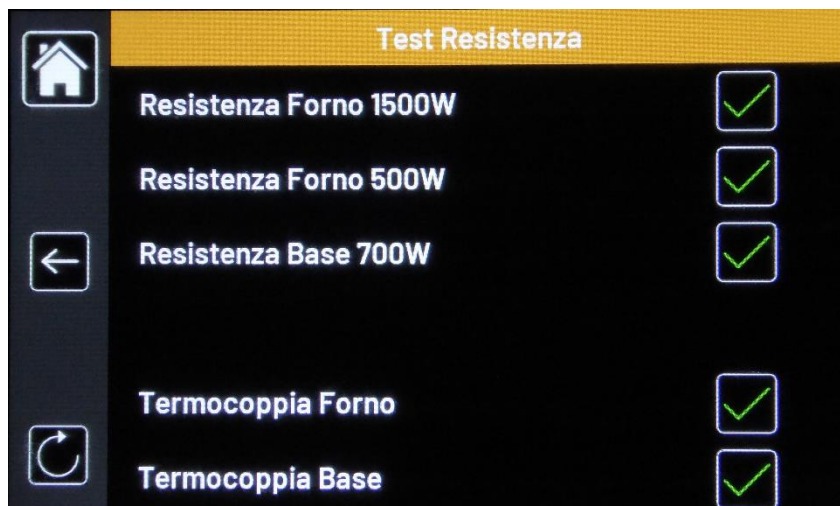 Test Resistenza
Resistenza Forno 1500W
Resistenza Forno 500W
Resistenza Base 700W
Termocoppia Forno
Termocoppia Base